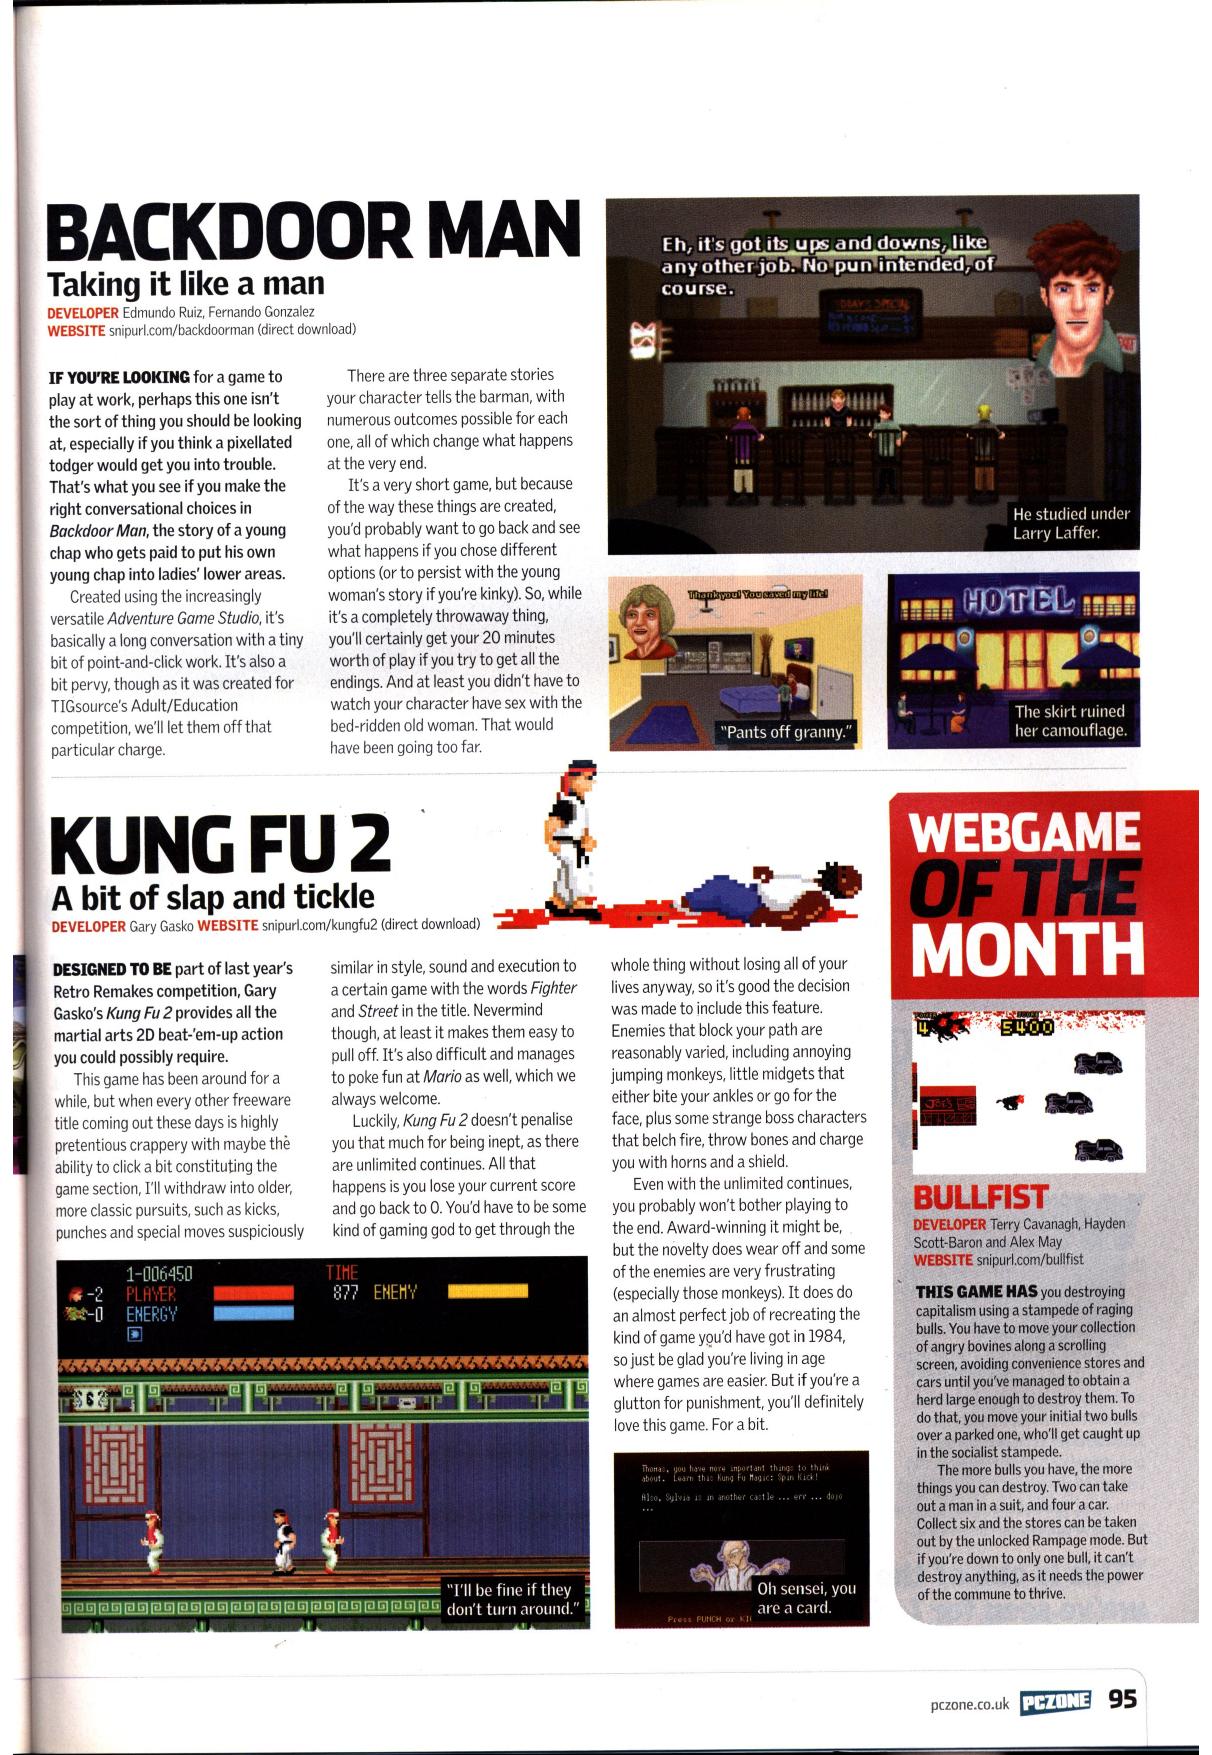 BACKDOOR MAN
Taking it like a man
DEVELOPER Edmundo Ruiz, Fernando Gonzalez
WEBSITE snipurl.com/backdoorman (direct download)
IF YOU'RE LOOKING for a game to
play at work, perhaps this one isn't
the sort of thing you should be looking
at, especially if you think a pixellated
todger would get you into trouble.
That's what you see if you make the
right conversational choices in
Backdoor Man, the story of a young
chap who gets paid to put his own
young chap into ladies' lower areas.
Created using the increasingly
versatile Adventure Game Studio, it's
basically a long conversation with a tiny
bit of point-and-click work. It's also a
bit pervy, though as it was created for
TIGsource's Adult/Education
competition, we'll let them off that
particular charge.
There are three separate stories
your character tells the barman, with
numerous outcomes possible for each
one, all of which change what happens
at the very end.
It's a very short game, but because
of the way these things are created,
you'd probably want to go back and see
what happens if you chose different
options (or to persist with the young
woman's story if you're kinky). So, while
it's a completely throwaway thing,
you'll certainly get your 20 minutes
worth of play if you try to get all the
endings. And at least you didn't have to
watch your character have sex with the
bed-ridden old woman. That would
have been going too far.
Eh, it's got its ups and downs, like
any other job. No pun intended, of
course.
He studied under
Larry Laffer.
Thankyou! You saved my life!
"Pants off granny."
HOTEL
The skirt ruined
her camouflage.
KUNG FU 2
A bit of slap and tickle
DEVELOPER Gary Gasko WEBSITE snipurl.com/kungfu2 (direct download)
DESIGNED TO BE part of last year's
Retro Remakes competition, Gary
Gasko's Kung Fu 2 provides all the
martial arts 2D beat-'em-up action
you could possibly require.
This game has been around for a
while, but when every other freeware
title coming out these days is highly
pretentious crappery with maybe the
ability to click a bit constituting the
game section, I'll withdraw into older,
more classic pursuits, such as kicks,
punches and special moves suspiciously
similar in style, sound and execution to
a certain game with the words Fighter
and Street in the title. Nevermind
though, at least it makes them easy to
pull off. It's also difficult and manages
to poke fun at Mario as well, which we
always welcome.
Luckily, Kung Fu 2 doesn't penalise
you that much for being inept, as there
are unlimited continues. All that
happens is you lose your current score
and go back to 0. You'd have to be some
kind of gaming god to get through the
whole thing without losing all of your
lives anyway, so it's good the decision
was made to include this feature.
Enemies that block your path are
reasonably varied, including annoying
jumping monkeys, little midgets that
either bite your ankles or go for the
face, plus some strange boss characters
that belch fire, throw bones and charge
you with horns and a shield.
Even with the unlimited continues,
you probably won't bother playing to
the end. Award-winning it might be,
but the novelty does wear off and some
of the enemies are very frustrating
(especially those monkeys). It does do
an almost perfect job of recreating the
kind of game you'd have got in 1984,
so just be glad you're living in age
where games are easier. But if you're a
glutton for punishment, you'll definitely
love this game. For a bit.
1-006450
TIME
-2 PLAYER
877 ENEMY
-0 ENERGY
6
"I'll be fine if they
don't turn around."
Thomas, you have more important things to think
about. Learn this Kung Fu Magic: Spin Kick!
Also, Sylvia is in another castle ... err ... dojo
...
Press PUNCH or
Oh sensei, you
are a card.
WEBGAME
OF THE
MONTH
4
5400
JOE'S
BULLFIST
DEVELOPER Terry Cavanagh, Hayden
Scott-Baron and Alex May
WEBSITE snipurl.com/bullfist
THIS GAME HAS you destroying
capitalism using a stampede of raging
bulls. You have to move your collection
of angry bovines along a scrolling
screen, avoiding convenience stores and
cars until you've managed to obtain a
herd large enough to destroy them. To
do that, you move your initial two bulls
over a parked one, who'll get caught up
in the socialist stampede.
The more bulls you have, the more
things you can destroy. Two can take
out a man in a suit, and four a car.
Collect six and the stores can be taken
out by the unlocked Rampage mode. But
if you're down to only one bull, it can't
destroy anything, as it needs the power
of the commune to thrive.
pczone.co.uk PCZONE 95